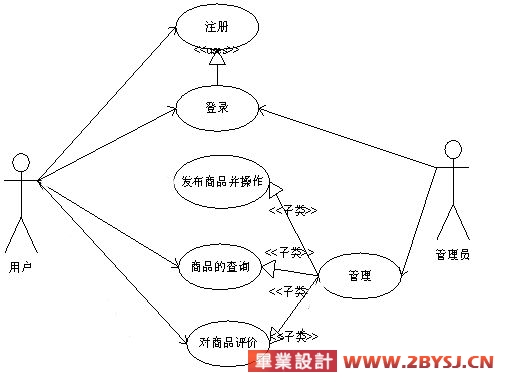 注册
<<uses>>
登录
发布商品并操作
<<子类>>
用户
管理员
商品的查询
<<子类>>
管理
<<子类>>
对商品评价
<<子类>>
畢業設計 WWW.2BYSJ.CN